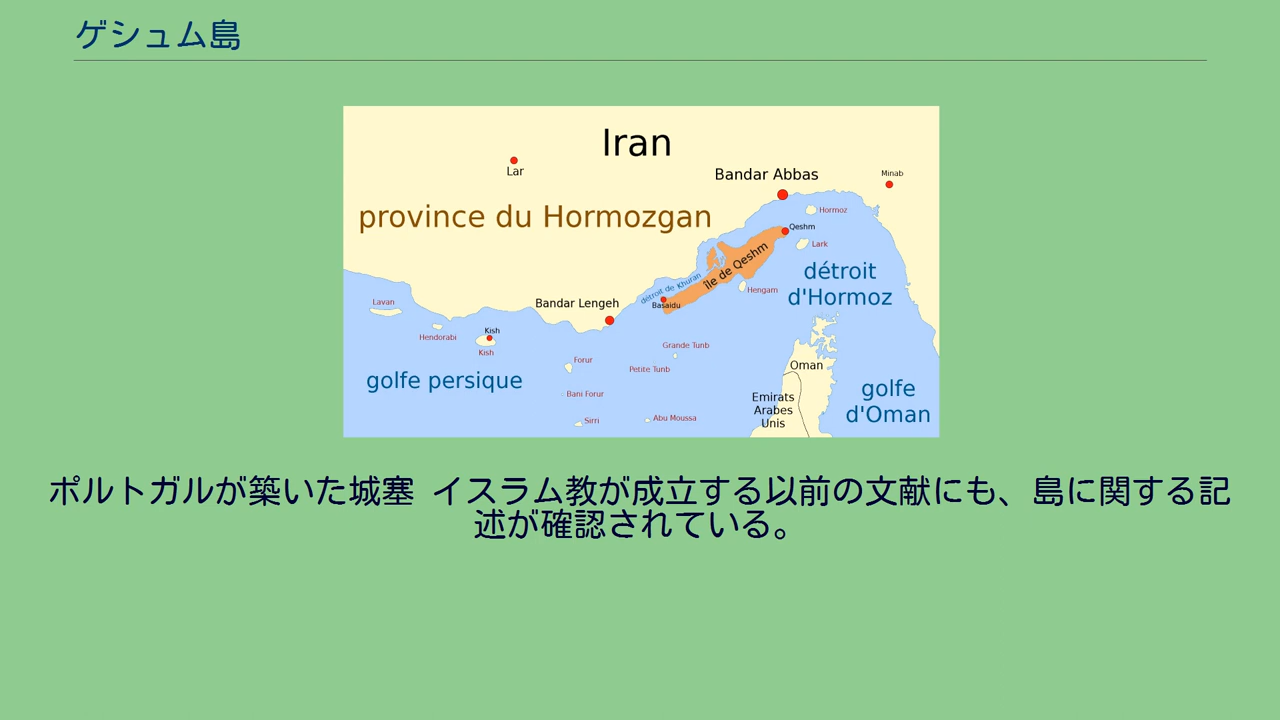 ゲシュム島
Iran
Lar
Bandar Abbas
Minab
province du Hormozgan
Hormoz
Qeshm
Lark
île de Qeshm
détroit
d'Hormoz
détroit de Khuran
Hengam
Bandar Lengeh
Basaidu
Lavan
Hendorabi
Kish
Kish
Grande Tunb
Forur
Petite Tunb
Oman
golfe persique
golfe
d'Oman
Bani Forur
Emirats
Arabes
Unis
Sirri
Abu Moussa
ポルトガルが築いた城塞 イスラム教が成立する以前の文献にも、島に関する記
述が確認されている。